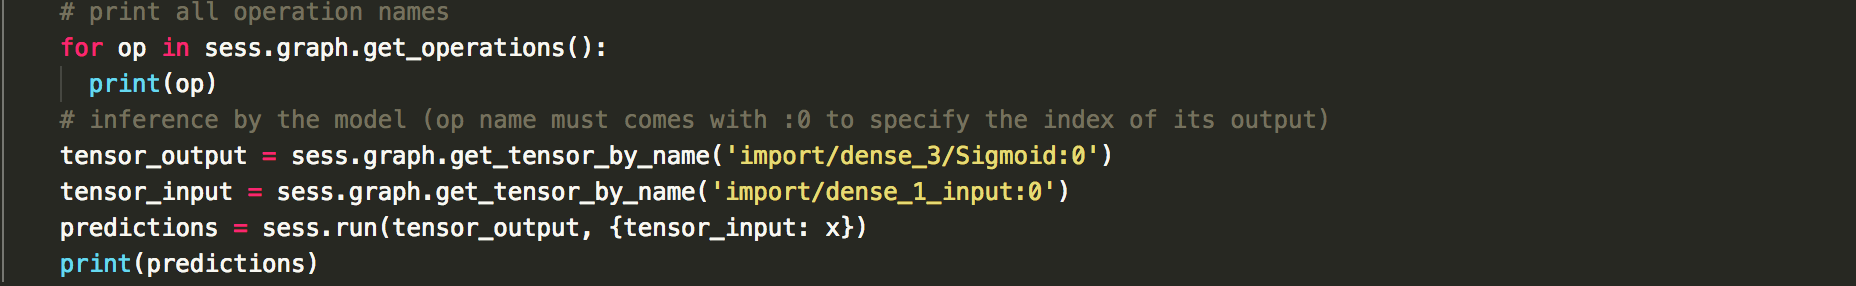 # print all operation names
for op in sess.graph.get_operations():
  print(op)
# inference by the model (op name must comes with :0 to specify the index of its output)
tensor_output = sess.graph.get_tensor_by_name('import/dense_3/Sigmoid:0')
tensor_input = sess.graph.get_tensor_by_name('import/dense_1_input:0')
predictions = sess.run(tensor_output, {tensor_input: x})
print(predictions)